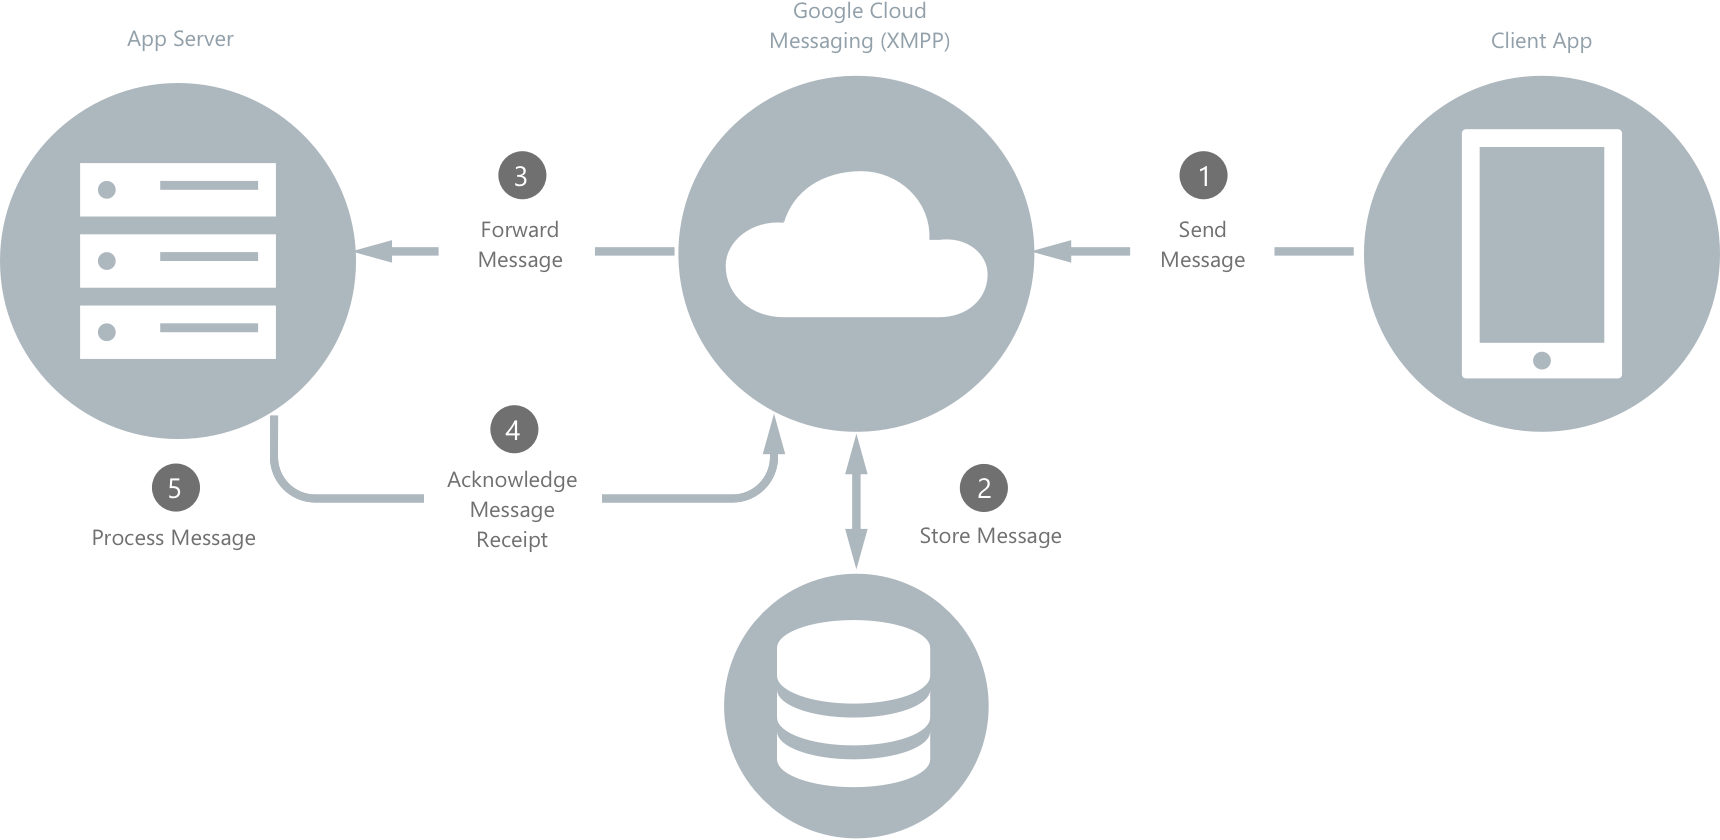 App Server
Google Cloud
Messaging (XMPP)
Client App
3
Forward
Message
1
Send
Message
4
Acknowledge
Message
Receipt
5
Process Message
2
Store Message